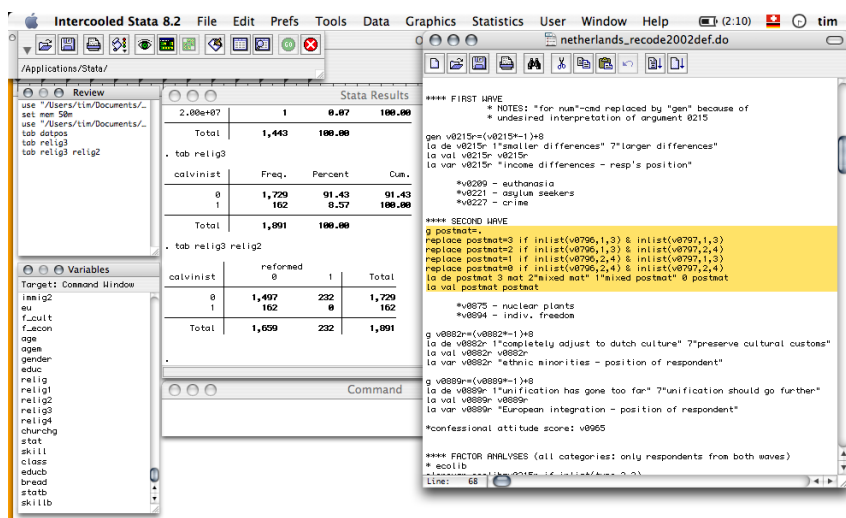 Intercooled Stata 8.2 File Edit Prefs Tools Data Graphics Statistics User Window Help (2:10) tim
/Applications/Stata/
Review
use "/Users/tim/Documents/…
set mem 50m
use "/Users/tim/Documents/…
tab datpos
tab relig3
tab relig3 relig2
Variables
Target: Command Window
immig2
eu
f_cult
f_econ
age
agem
gender
educ
relig
relig1
relig2
relig3
relig4
churchg
stat
skill
class
educb
bread
statb
skillb
Stata Results
2.00e+07 1 0.07 100.00
Total 1,443 100.00
. tab relig3
calvinist Freq. Percent Cum.
0 1,729 91.43 91.43
1 162 8.57 100.00
Total 1,891 100.00
. tab relig3 relig2
reformed
calvinist 0 1 Total
0 1,497 232 1,729
1 162 0 162
Total 1,659 232 1,891
.
Command
netherlands_recode2002def.do
**** FIRST WAVE
* NOTES: "for num"-cmd replaced by "gen" because of
* undesired interpretation of argument 0215
gen v0215r=(v0215*-1)+8
la de v0215r 1"smaller differences" 7"larger differences"
la val v0215r v0215r
la var v0215r "income differences - resp's position"
*v0209 - euthanasia
*v0221 - asylum seekers
*v0227 - crime
**** SECOND WAVE
g postmat=.
replace postmat=3 if inlist(v0796,1,3) & inlist(v0797,1,3)
replace postmat=2 if inlist(v0796,1,3) & inlist(v0797,2,4)
replace postmat=1 if inlist(v0796,2,4) & inlist(v0797,1,3)
replace postmat=0 if inlist(v0796,2,4) & inlist(v0797,2,4)
la de postmat 3 mat 2"mixed mat" 1"mixed postmat" 0 postmat
la val postmat postmat
*v0875 - nuclear plants
*v0894 - indiv. freedom
g v0882r=(v0882*-1)+8
la de v0882r 1"completely adjust to dutch culture" 7"preserve cultural customs"
la val v0882r v0882r
la var v0882r "ethnic minorities - position of respondent"
g v0889r=(v0889*-1)+8
la de v0889r 1"unification has gone too far" 7"unification should go further"
la val v0889r v0889r
la var v0889r "European integration - position of respondent"
*confessional attitude score: v0965
**** FACTOR ANALYSES (all categories: only respondents from both waves)
* ecolib
Line: 68